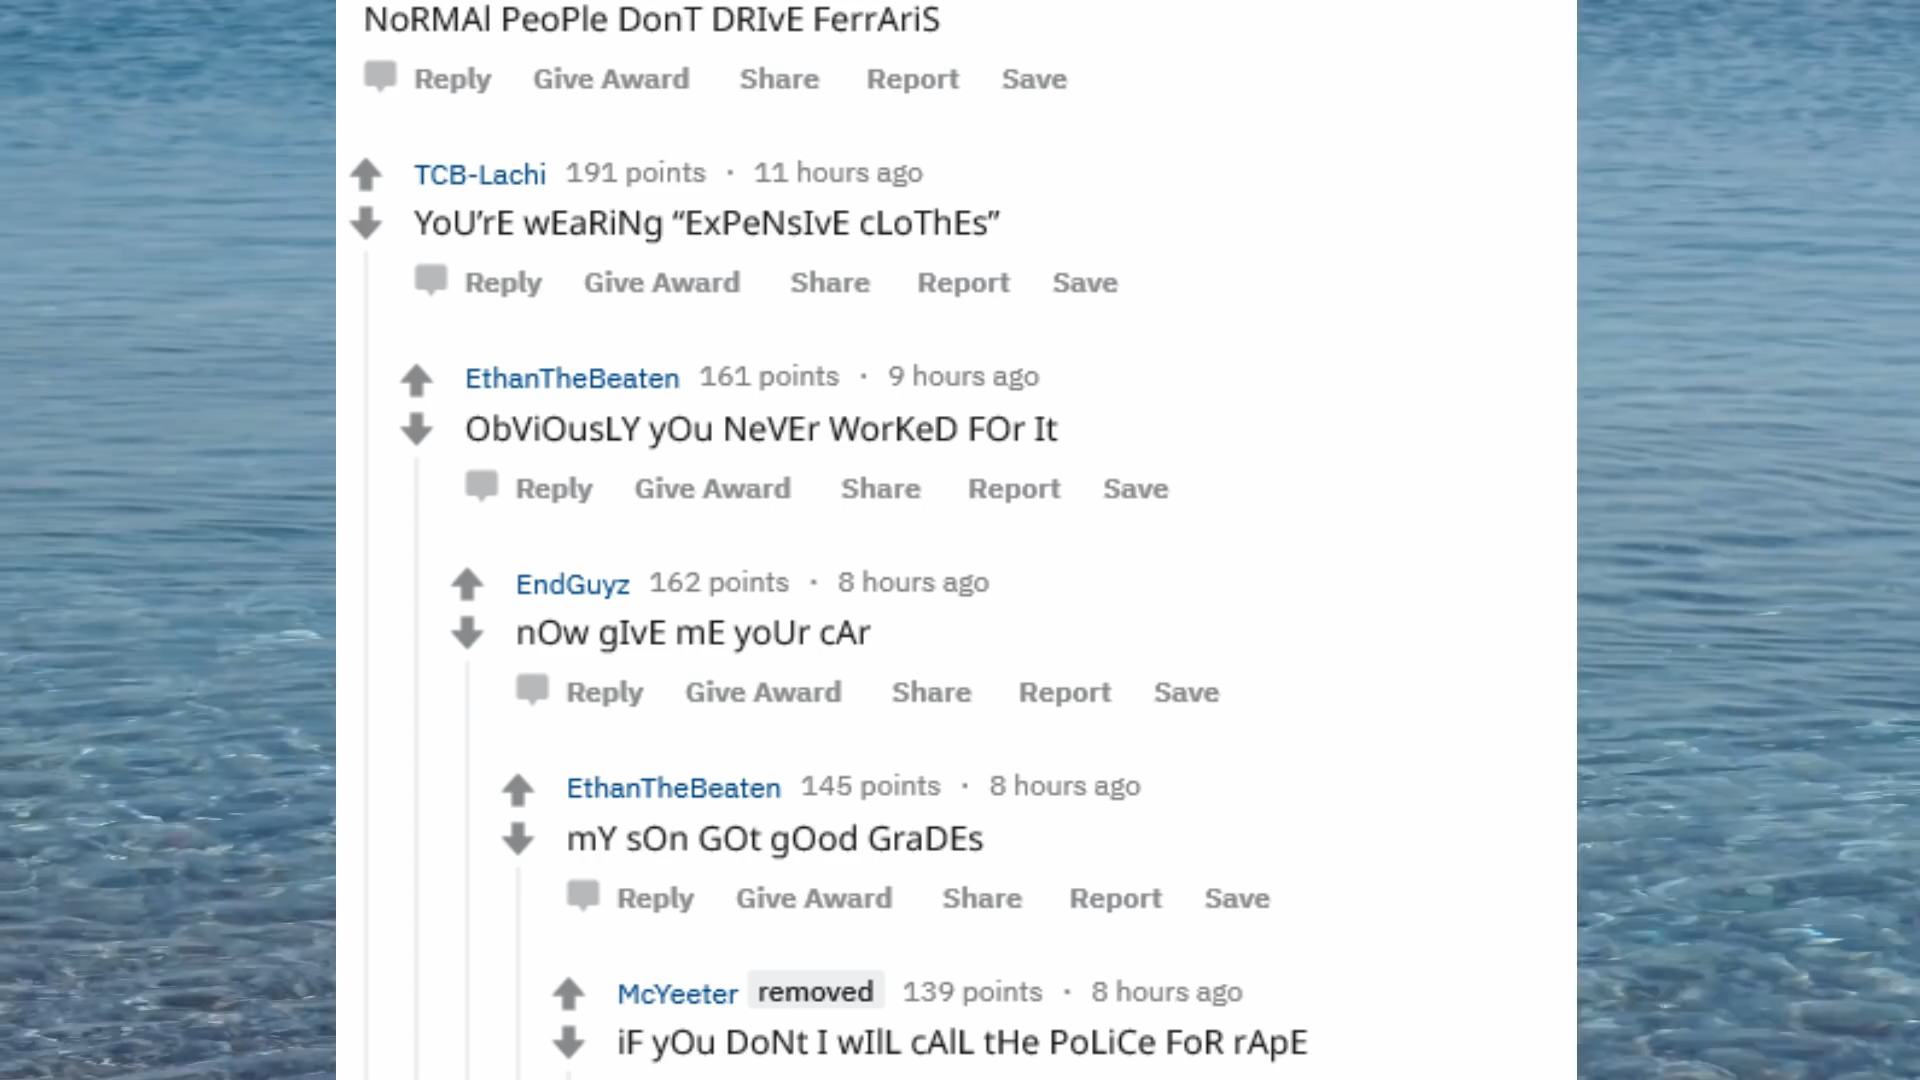 NoRMAl PeoPle DonT DRIvE FerrAriS
Reply Give Award Share Report Save
TCB-Lachi 191 points · 11 hours ago
YoU’rE wEaRiNg “ExPeNsIvE cLoThEs”
Reply Give Award Share Report Save
EthanTheBeaten 161 points · 9 hours ago
ObViOusLY yOu NeVEr WorKeD FOr It
Reply Give Award Share Report Save
EndGuyz 162 points · 8 hours ago
nOw gIvE mE yoUr cAr
Reply Give Award Share Report Save
EthanTheBeaten 145 points · 8 hours ago
mY sOn GOt gOod GraDEs
Reply Give Award Share Report Save
McYeeter removed 139 points · 8 hours ago
iF yOu DoNt I wIlL cAlL tHe PoLiCe FoR rApE